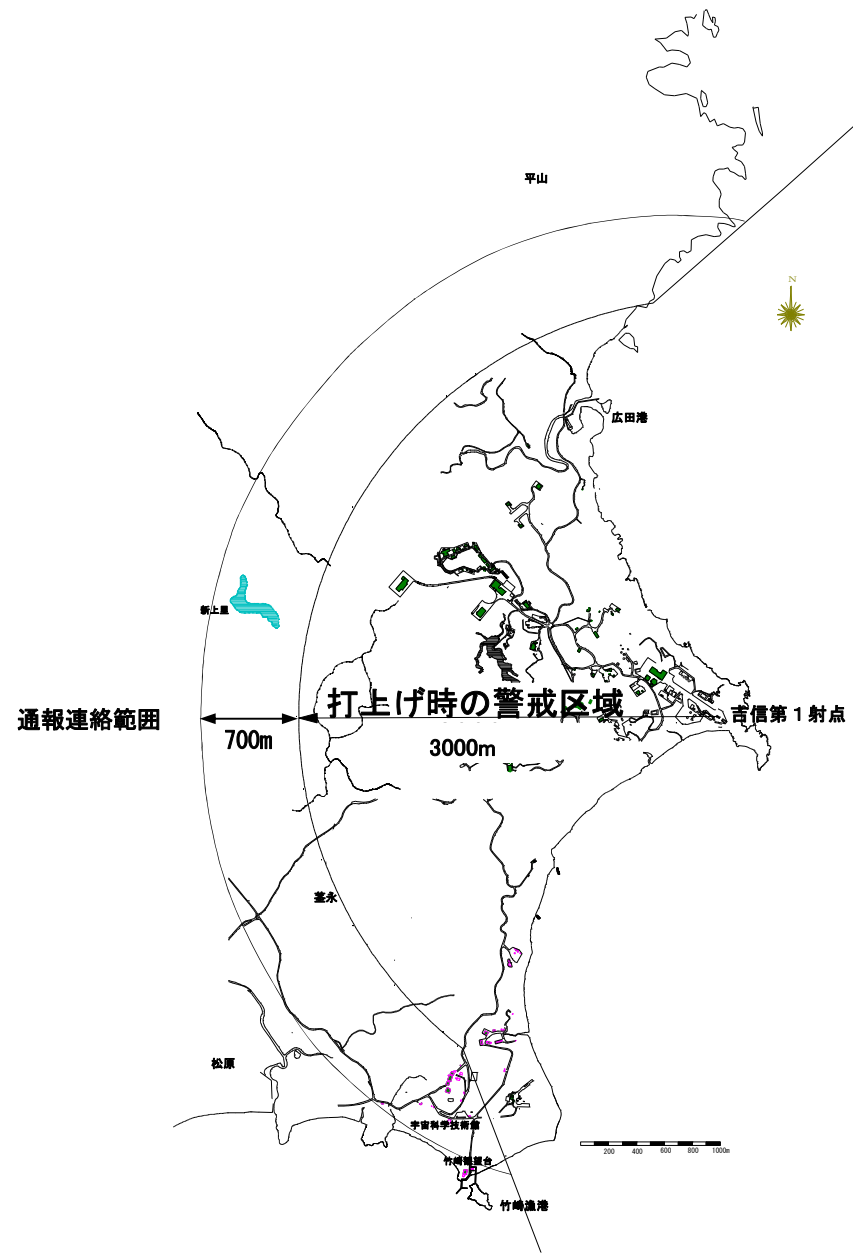 平山
N
広田港
新上里
打上げ時の警戒区域
通報連絡範囲
吉信第1射点
700m
3000m
茎永
松原
宇宙科学技術館
竹崎観望台
200 400 600 800 1000m
竹崎漁港